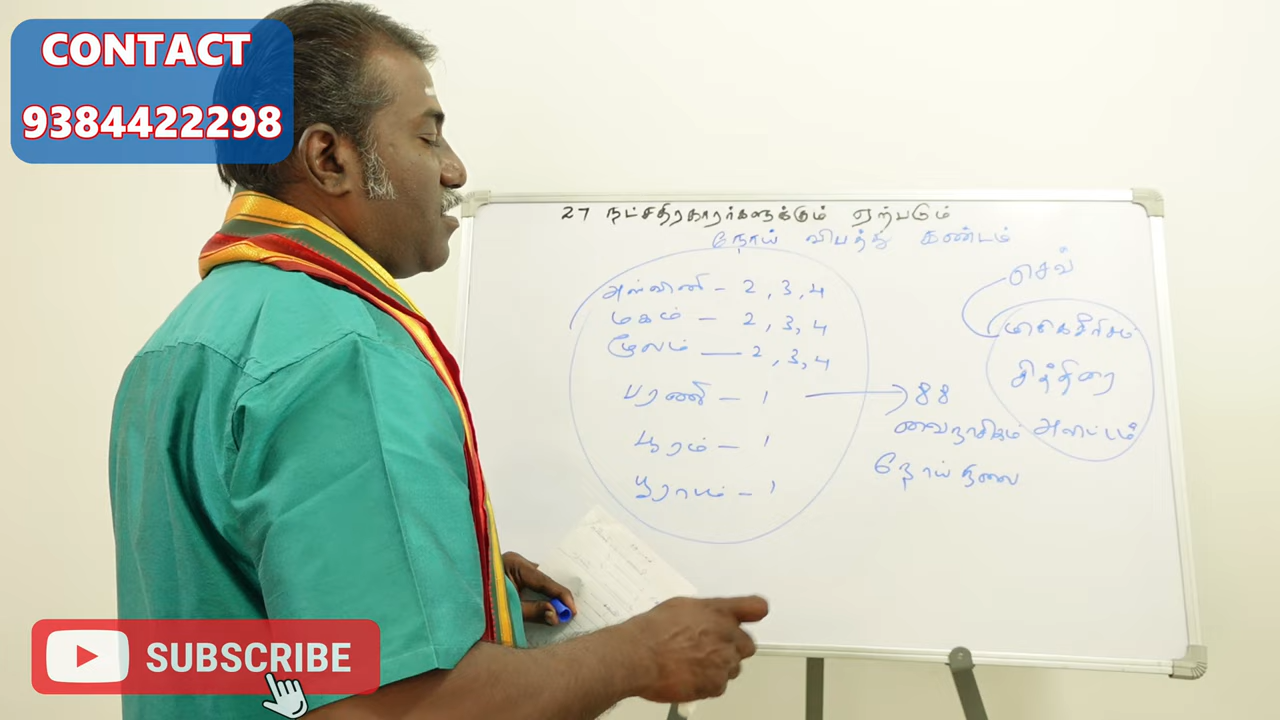 CONTACT
9384422298
27 நட்சதிரகாரர்களுக்கும் ஏற்படும்
நோய் விபத்து கண்டம்
அஸ்வினி - 2, 3, 4
மகம் - 2, 3, 4
மூலம் - 2, 3, 4
பரணி - 1
பூரம் - 1
பூராடம் - 1
88
வைநாசிகம்
நோய் நிலை
செவ்
மிருகசீரிசம்
சித்திரை
அவிட்டம்
SUBSCRIBE